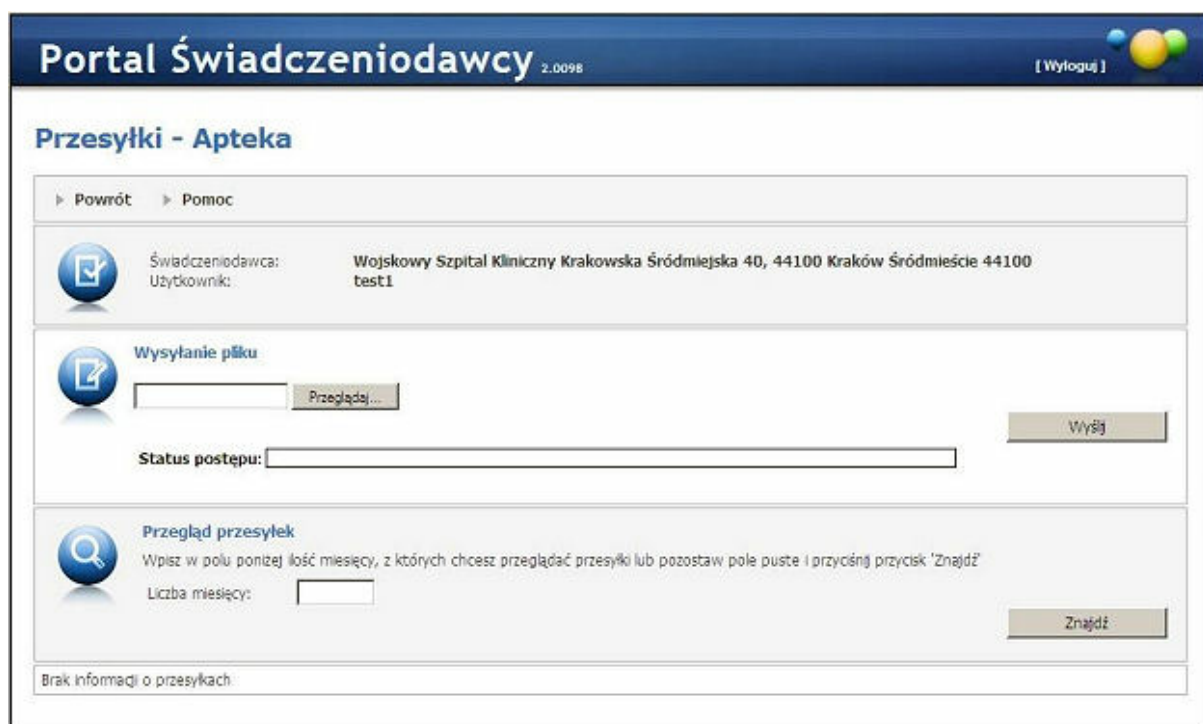 Portal Świadczeniodawcy 2.0098
[ Wyloguj ]
Przesyłki - Apteka
Powrót Pomoc
Świadczeniodawca: Wojskowy Szpital Kliniczny Krakowska Śródmiejska 40, 44100 Kraków Śródmieście 44100
Użytkownik: test1
Wysyłanie pliku
Przeglądaj...
Wyślij
Status postępu:
Przegląd przesyłek
Wpisz w polu poniżej ilość miesięcy, z których chcesz przeglądać przesyłki lub pozostaw pole puste i przyciśnij przycisk 'Znajdź'
Liczba miesięcy:
Znajdź
Brak informacji o przesyłkach